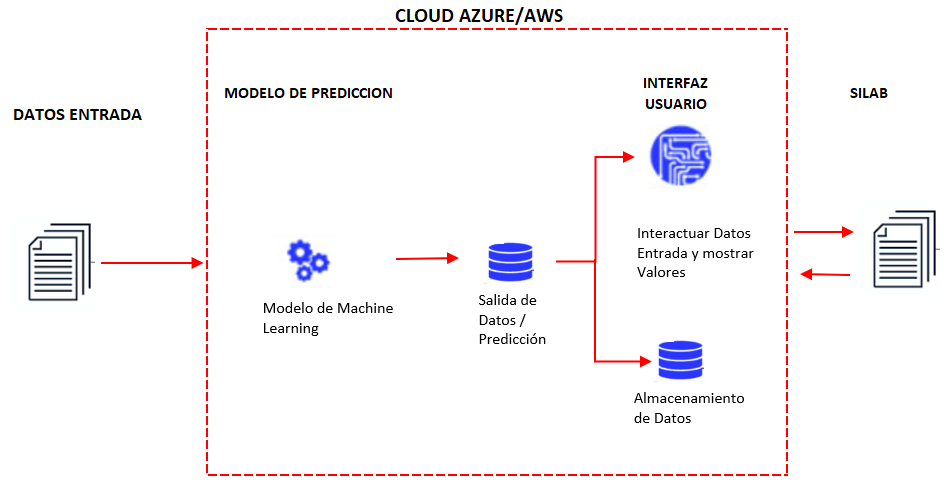 CLOUD AZURE/AWS
DATOS ENTRADA
MODELO DE PREDICCION
INTERFAZ
USUARIO
SILAB
Modelo de Machine
Learning
Salida de
Datos /
Predicción
Interactuar Datos
Entrada y mostrar
Valores
Almacenamiento
de Datos